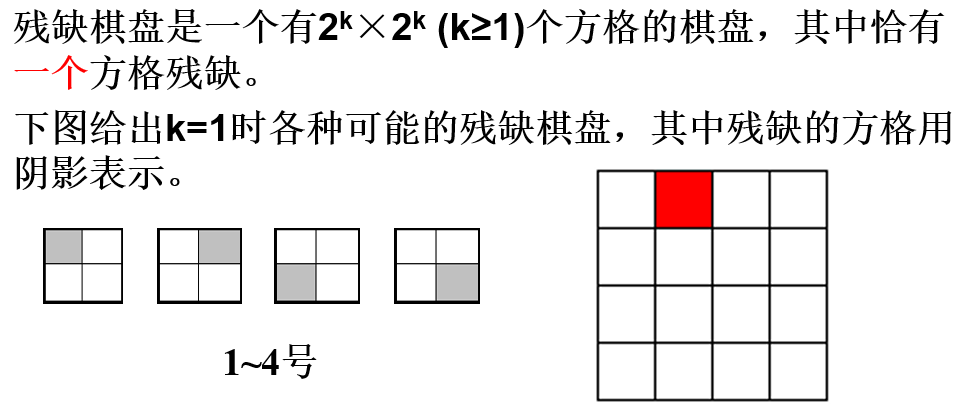 残缺棋盘是一个有2ᵏ×2ᵏ (k≥1)个方格的棋盘，其中恰有
一个方格残缺。
下图给出k=1时各种可能的残缺棋盘，其中残缺的方格用
阴影表示。
1~4号